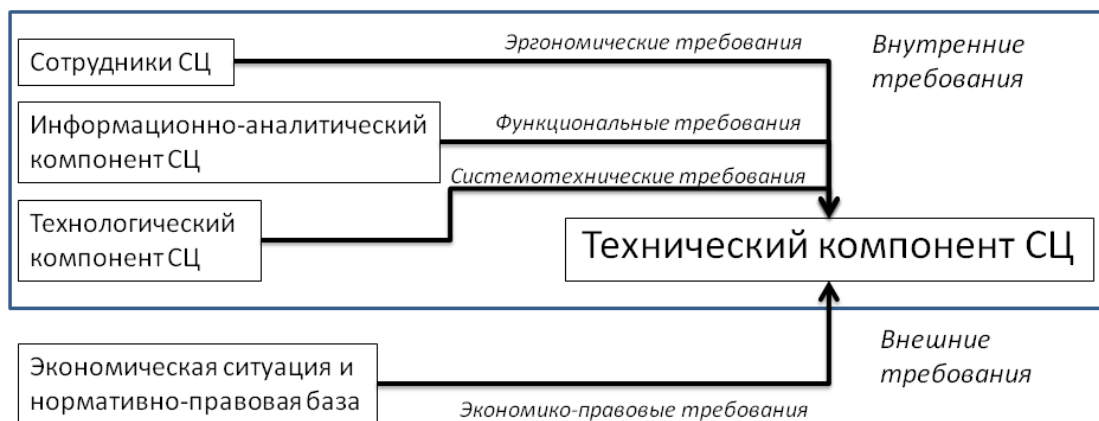 Эргономические требования
Внутренние
требования
Сотрудники СЦ
Информационно-аналитический
компонент СЦ
Функциональные требования
Системотехнические требования
Технологический
компонент СЦ
Технический компонент СЦ
Внешние
требования
Экономическая ситуация и
нормативно-правовая база
Экономико-правовые требования